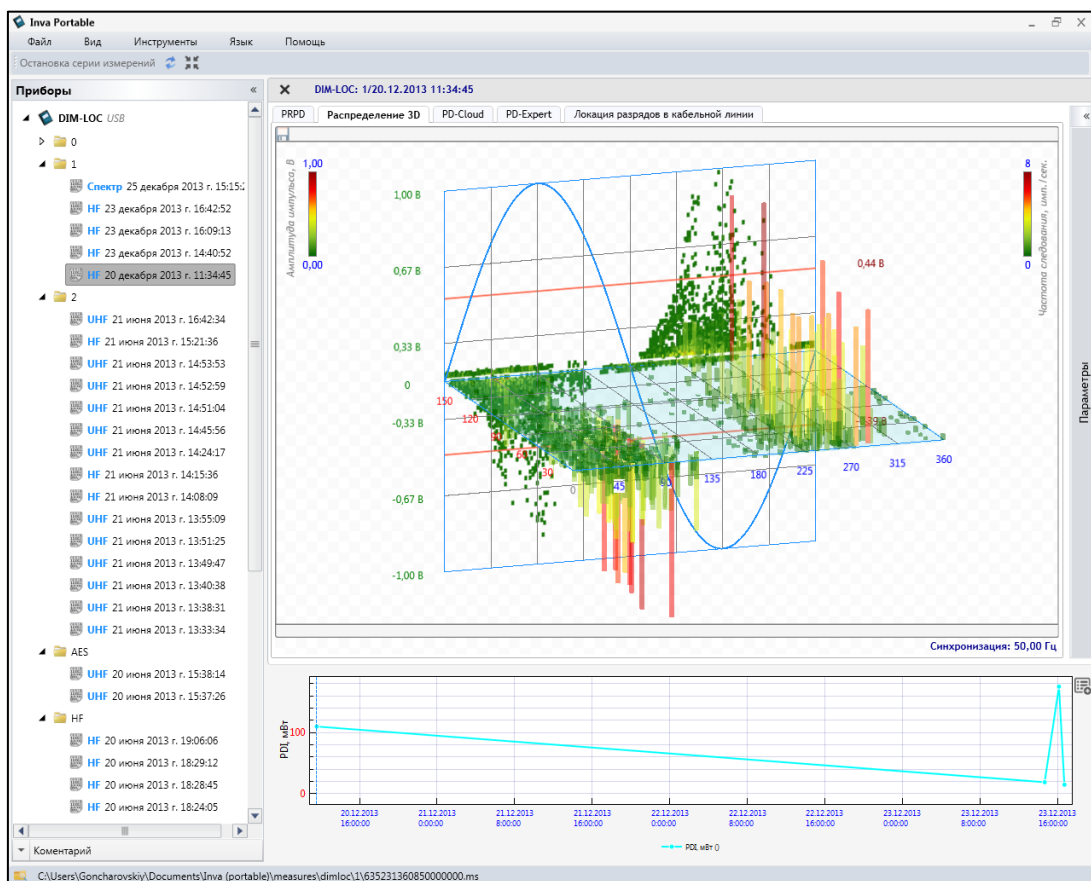 Inva Portable
Файл Вид Инструменты Язык Помощь
Остановка серии измерений
Приборы
DIM-LOC USB
0
1
Спектр 25 декабря 2013 г. 15:15:
HF 23 декабря 2013 г. 16:42:52
HF 23 декабря 2013 г. 16:09:13
HF 23 декабря 2013 г. 14:40:52
HF 20 декабря 2013 г. 11:34:45
2
UHF 21 июня 2013 г. 16:42:34
HF 21 июня 2013 г. 15:21:36
UHF 21 июня 2013 г. 14:53:53
UHF 21 июня 2013 г. 14:52:59
UHF 21 июня 2013 г. 14:51:04
UHF 21 июня 2013 г. 14:45:56
UHF 21 июня 2013 г. 14:24:17
HF 21 июня 2013 г. 14:15:36
HF 21 июня 2013 г. 14:08:09
UHF 21 июня 2013 г. 13:55:09
UHF 21 июня 2013 г. 13:51:25
UHF 21 июня 2013 г. 13:49:47
UHF 21 июня 2013 г. 13:40:38
UHF 21 июня 2013 г. 13:38:31
UHF 21 июня 2013 г. 13:33:34
AES
UHF 20 июня 2013 г. 15:38:14
UHF 20 июня 2013 г. 15:37:26
HF
HF 20 июня 2013 г. 19:06:06
HF 20 июня 2013 г. 18:29:12
HF 20 июня 2013 г. 18:28:45
HF 20 июня 2013 г. 18:24:05
Коментарий
DIM-LOC: 1/20.12.2013 11:34:45
PRPD Распределение 3D PD-Cloud PD-Expert Локация разрядов в кабельной линии
1,00
Амплитуда импульса, В
0,00
8
Частота следования, имп./сек.
0
1,00 В
0,67 В
0,33 В
0
-0,33 В
-0,67 В
-1,00 В
0,44 В
150
120
30
0
45
135
180
225
270
315
360
Синхронизация: 50,00 Гц
Параметры
PDI, мВт
100
0
20.12.2013 21.12.2013 21.12.2013 21.12.2013 22.12.2013 22.12.2013 22.12.2013 23.12.2013 23.12.2013 23.12.2013
16:00:00 0:00:00 8:00:00 16:00:00 0:00:00 8:00:00 16:00:00 0:00:00 8:00:00 16:00:00
PDI, мВт ()
C:\Users\Goncharovskiy\Documents\Inva (portable)\measures\dimloc\1\635231360850000000.ms